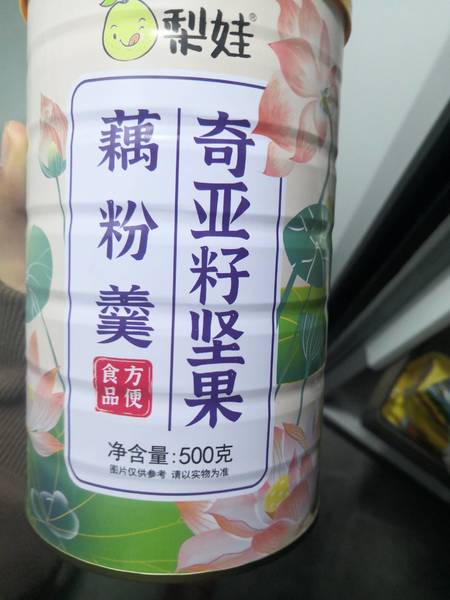 梨娃®
奇亚籽坚果
藕粉羹
方便
食品
净含量:500克
图片仅供参考 请以实物为准